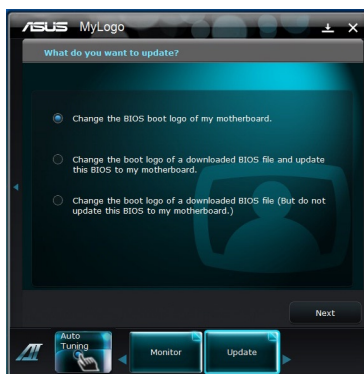 ASUS MyLogo
What do you want to update?
Change the BIOS boot logo of my motherboard.
Change the boot logo of a downloaded BIOS file and update
this BIOS to my motherboard.
Change the boot logo of a downloaded BIOS file (But do not
update this BIOS to my motherboard.)
Next
Auto
Tuning
Monitor
Update